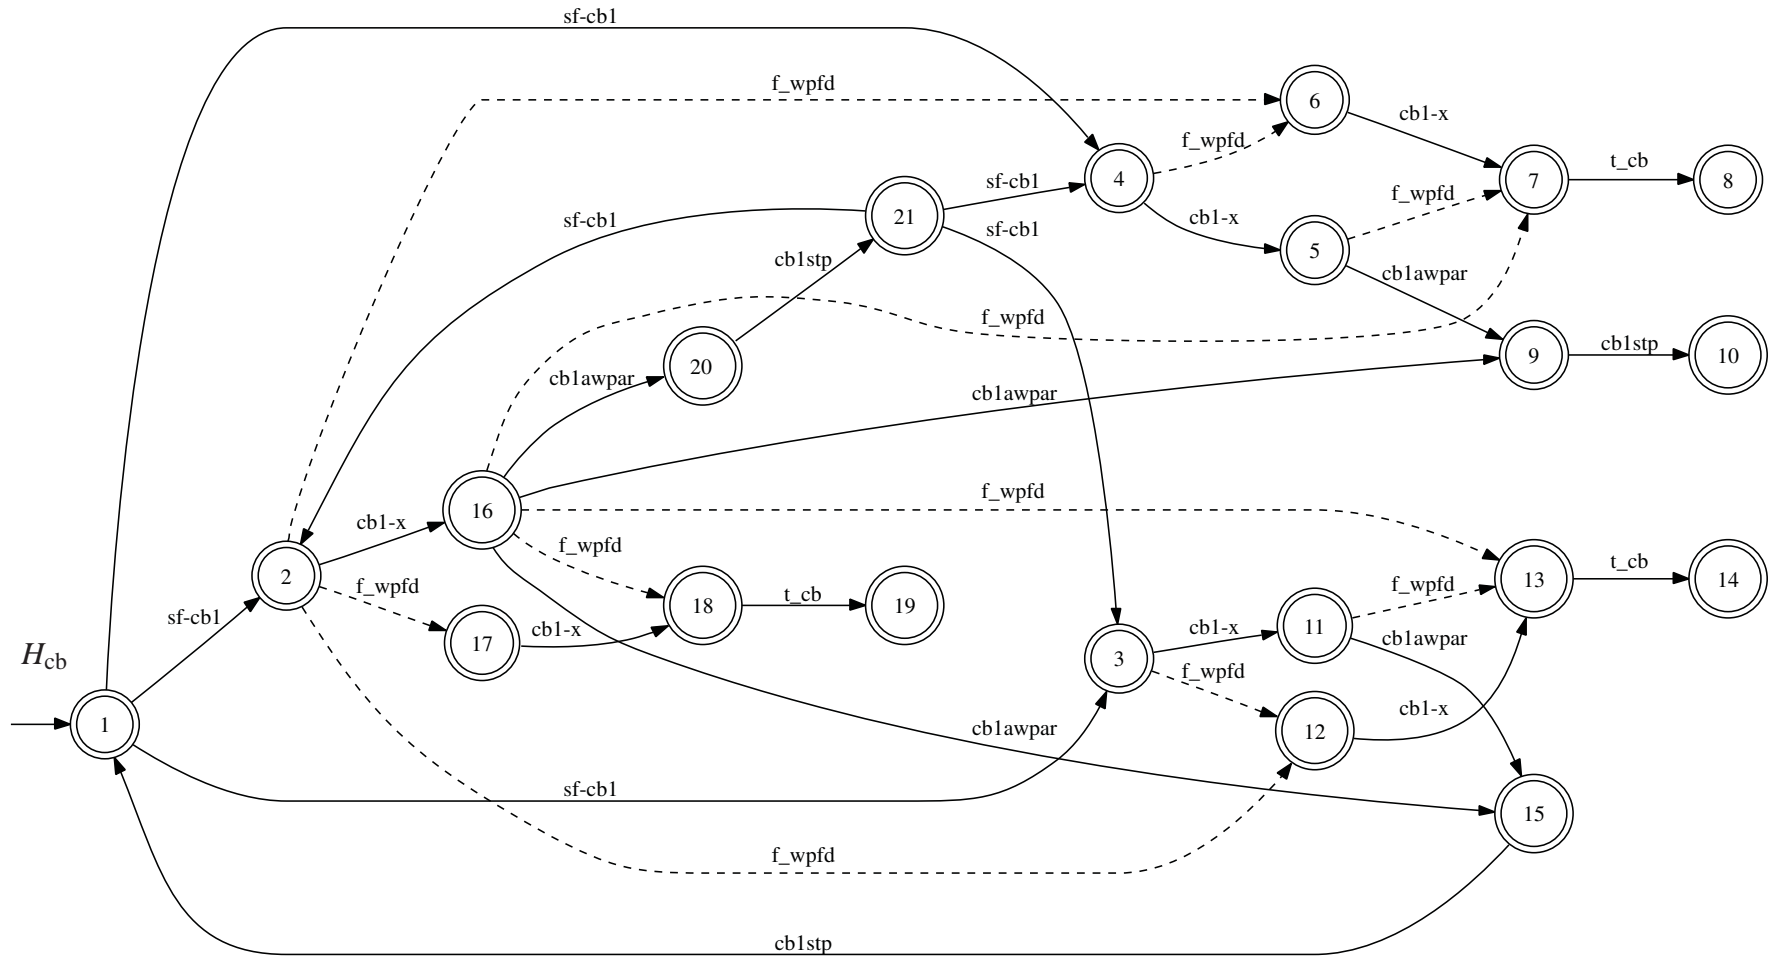 sf-cb1
f_wpfd
6
cb1-x
f_wpfd
t_cb
4
7
8
sf-cb1
f_wpfd
21
sf-cb1
cb1-x
sf-cb1
5
cb1stp
cb1awpar
f_wpfd
cb1stp
9
10
20
cb1awpar
cb1awpar
f_wpfd
16
cb1-x
f_wpfd
t_cb
2
13
14
f_wpfd
f_wpfd
t_cb
18
19
sf-cb1
cb1-x
cb1-x
11
cb1awpar
17
H_cb
3
f_wpfd
cb1-x
1
cb1awpar
12
sf-cb1
15
f_wpfd
cb1stp